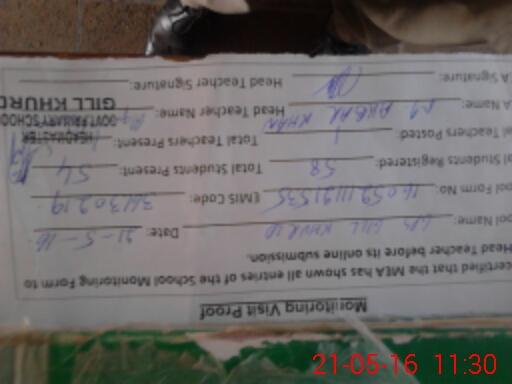 Monitoring Visit Proof
certified that the MEA has shown all entries of the School Monitoring Form to
Head Teacher before its online submission.
ool Name: GPS GILL KHURD Date: 21-5-16
ool Form No: EMIS Code:
al Students Registered: 58 Total Students Present: 54
al Teachers Posted: 1 Total Teachers Present:
A Name: AKBAR KHAN Head Teacher Name:
A Signature: Head Teacher Signature:
HEADMASTER
GOVT: PRIMARY SCHOOL
GILL KHURD
21-05-16 11:30